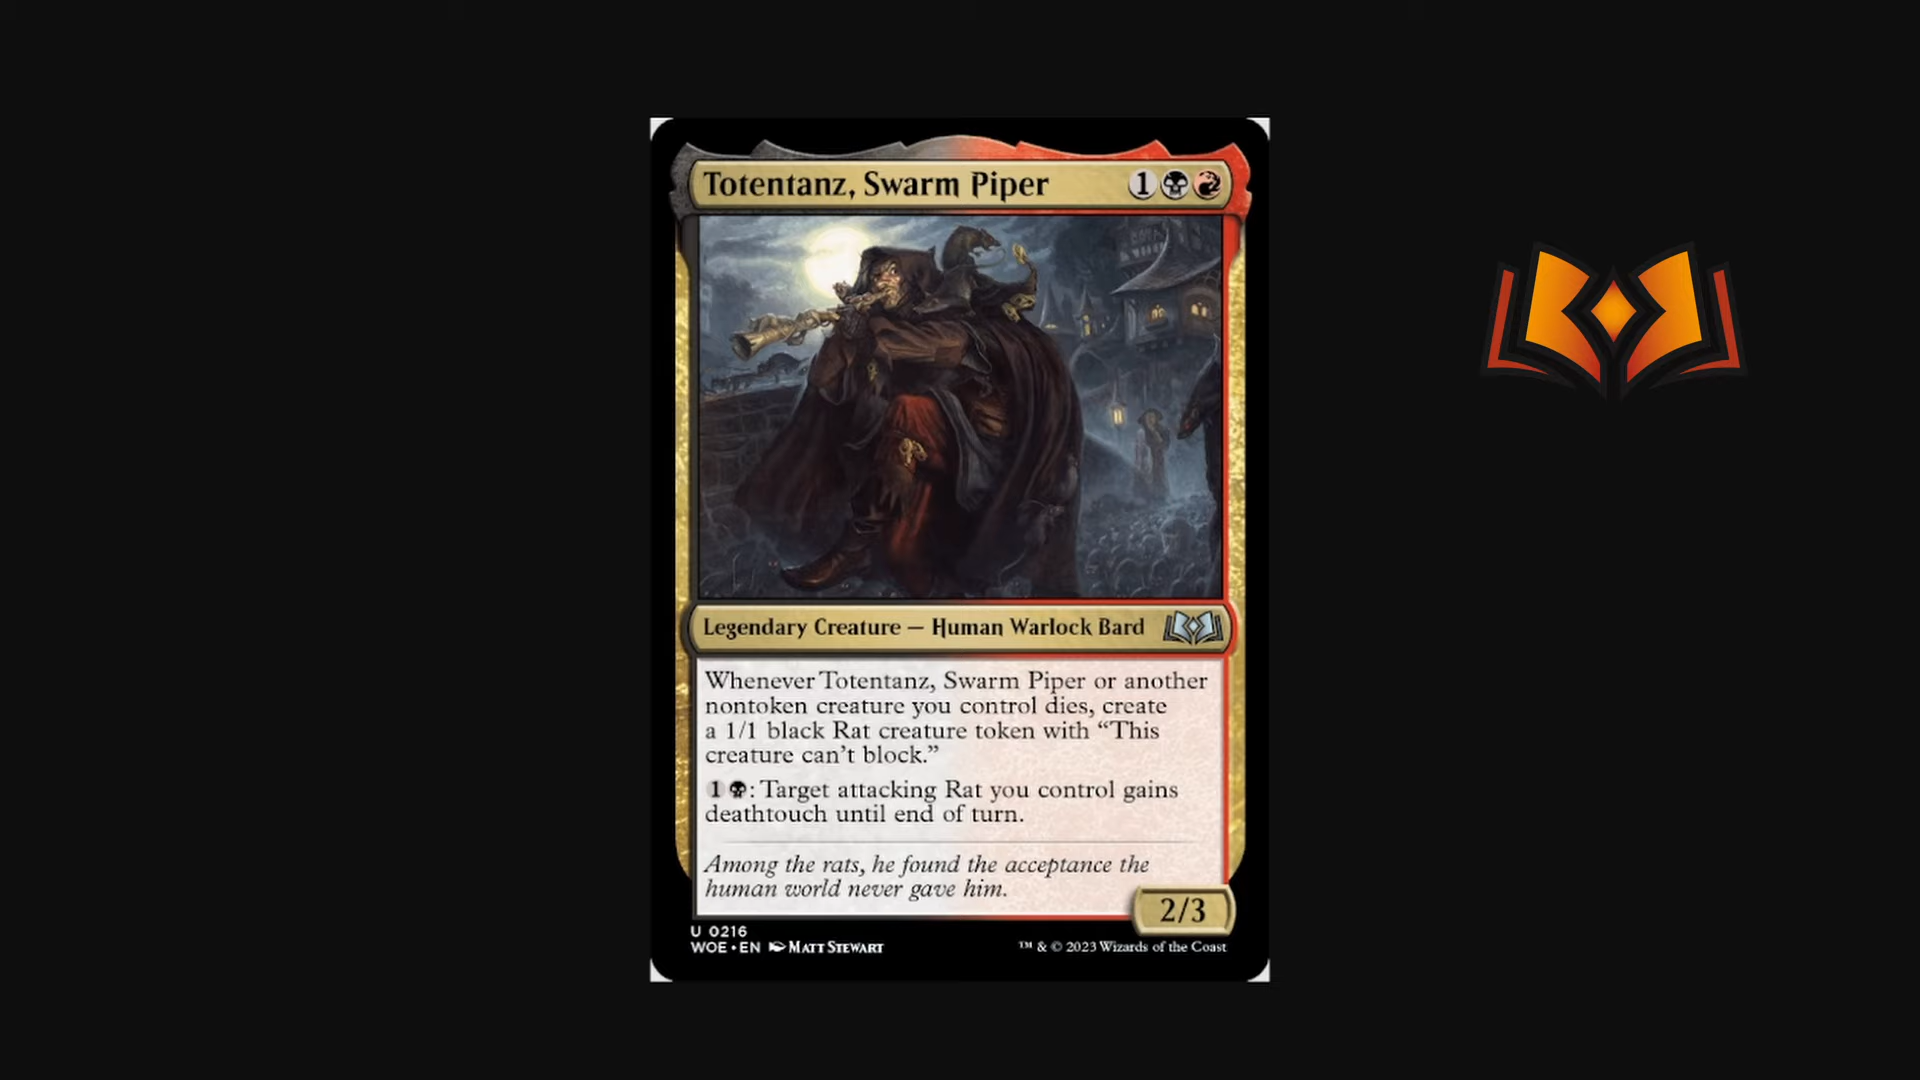 Totentanz, Swarm Piper 1
Legendary Creature — Human Warlock Bard
Whenever Totentanz, Swarm Piper or another
nontoken creature you control dies, create
a 1/1 black Rat creature token with “This
creature can't block.”
1 : Target attacking Rat you control gains
deathtouch until end of turn.
Among the rats, he found the acceptance the
human world never gave him.
2/3
U 0216
WOE • EN MATT STEWART
™ & © 2023 Wizards of the Coast